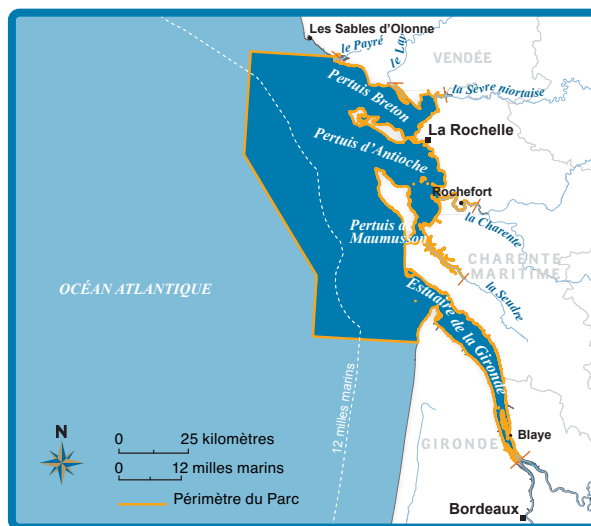 Les Sables d'Olonne
le Payré
le Lay
VENDÉE
Pertuis Breton
la Sèvre niortaise
La Rochelle
Pertuis d'Antioche
Rochefort
la Charente
Pertuis de
Maumusson
CHARENTE
MARITIME
la Seudre
OCÉAN ATLANTIQUE
Estuaire de la Gironde
12 milles marins
N
0 25 kilomètres
0 12 milles marins
Périmètre du Parc
GIRONDE
Blaye
Bordeaux